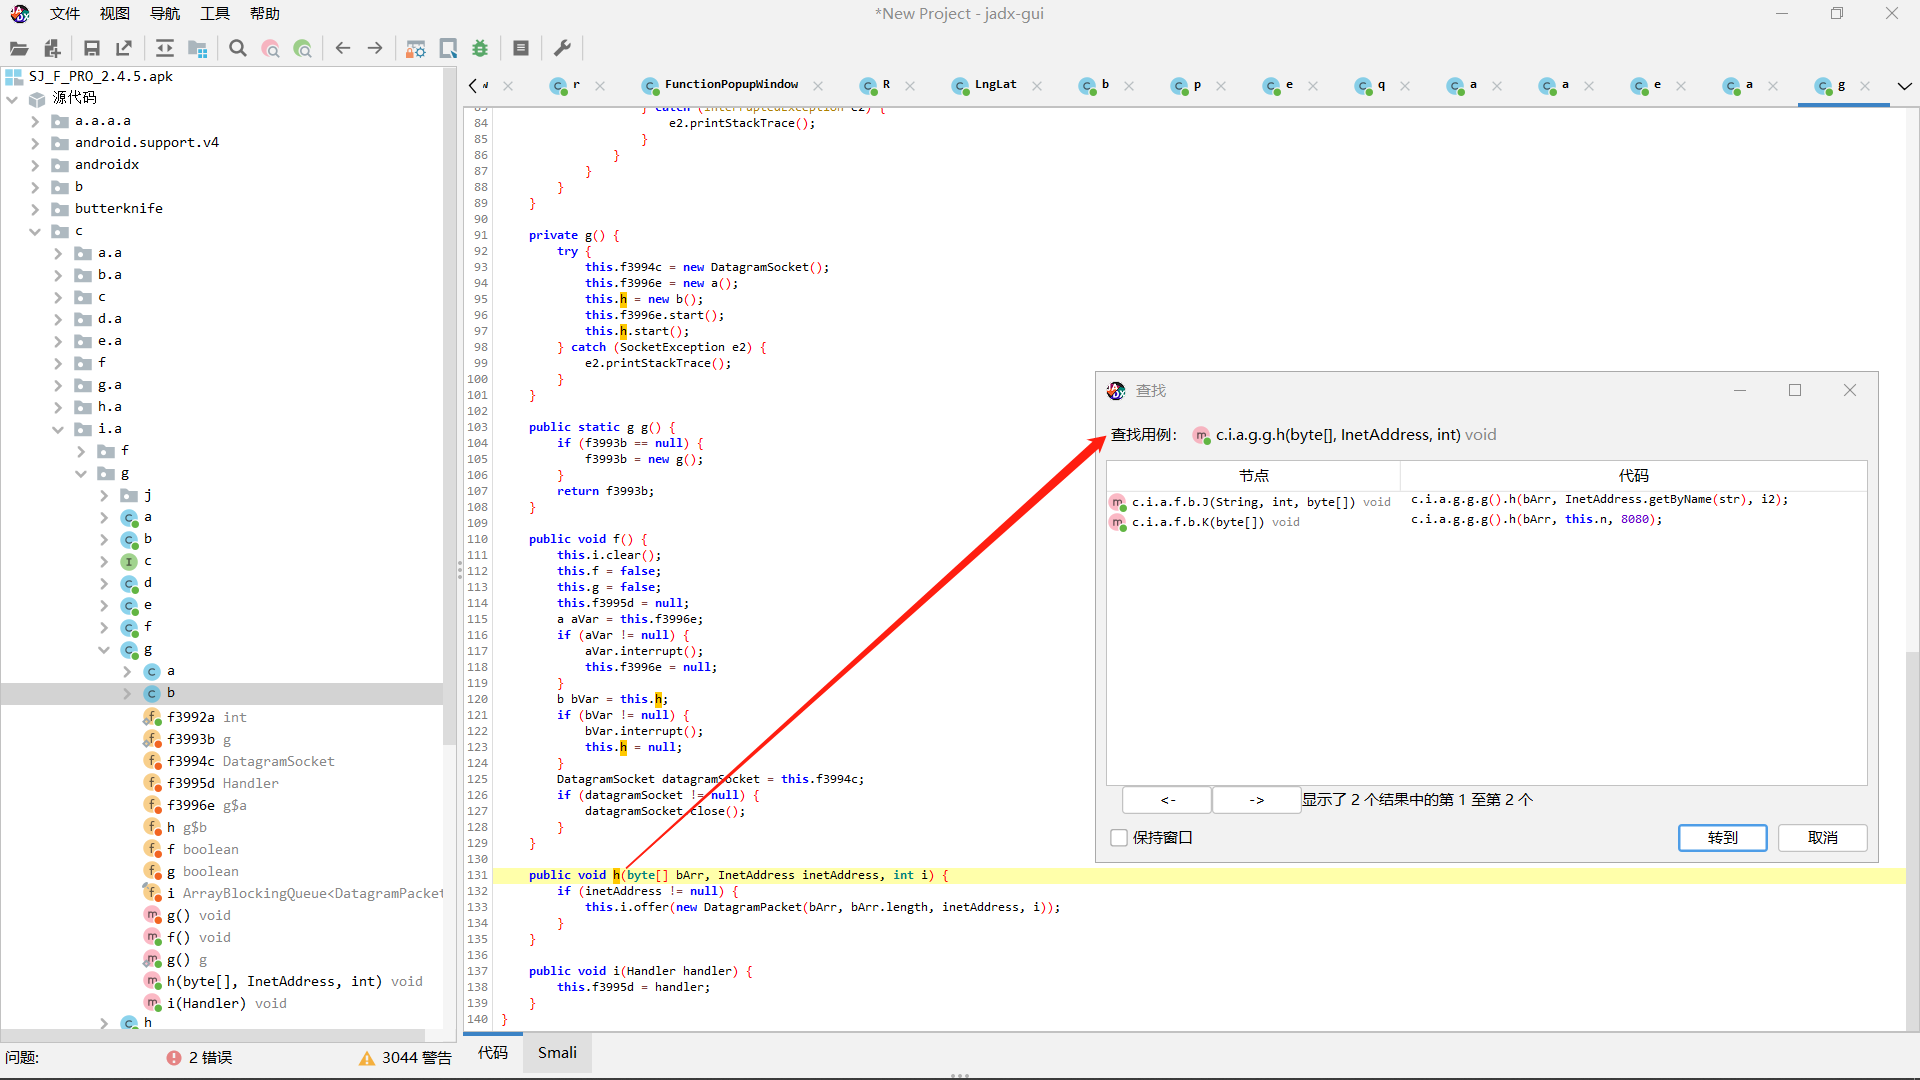 文件 视图 导航 工具 帮助
*New Project - jadx-gui
SJ_F_PRO_2.4.5.apk
源代码
a.a.a.a
android.support.v4
androidx
b
butterknife
c
a.a
b.a
c
d.a
e.a
f
g.a
h.a
i.a
f
g
j
a
b
c
d
e
f
g
a
b
f3992a int
f3993b g
f3994c DatagramSocket
f3995d Handler
f3996e g$a
h g$b
f boolean
g boolean
i ArrayBlockingQueue<DatagramPacket
g() void
f() void
g() g
h(byte[], InetAddress, int) void
i(Handler) void
h
问题: 2 错误 3044 警告
r FunctionPopupWindow R LngLat b p e q a a e a g
} catch (InterruptedException e2) {
84 e2.printStackTrace();
85 }
86 }
87 }
88 }
89 }
90
91 private g() {
92 try {
93 this.f3994c = new DatagramSocket();
94 this.f3996e = new a();
95 this.h = new b();
96 this.f3996e.start();
97 this.h.start();
98 } catch (SocketException e2) {
99 e2.printStackTrace();
100 }
101 }
102
103 public static g g() {
104 if (f3993b == null) {
105 f3993b = new g();
106 }
107 return f3993b;
108 }
109
110 public void f() {
111 this.i.clear();
112 this.f = false;
113 this.g = false;
114 this.f3995d = null;
115 a aVar = this.f3996e;
116 if (aVar != null) {
117 aVar.interrupt();
118 this.f3996e = null;
119 }
120 b bVar = this.h;
121 if (bVar != null) {
122 bVar.interrupt();
123 this.h = null;
124 }
125 DatagramSocket datagramSocket = this.f3994c;
126 if (datagramSocket != null) {
127 datagramSocket.close();
128 }
129 }
130
131 public void h(byte[] bArr, InetAddress inetAddress, int i) {
132 if (inetAddress != null) {
133 this.i.offer(new DatagramPacket(bArr, bArr.length, inetAddress, i));
134 }
135 }
136
137 public void i(Handler handler) {
138 this.f3995d = handler;
139 }
140 }
代码 Smali
查找
查找用例: c.i.a.g.g.h(byte[], InetAddress, int) void
节点 代码
c.i.a.f.b.J(String, int, byte[]) void c.i.a.g.g.g().h(bArr, InetAddress.getByName(str), i2);
c.i.a.f.b.K(byte[]) void c.i.a.g.g.g().h(bArr, this.n, 8080);
<- -> 显示了 2 个结果中的第 1 至第 2 个
保持窗口 转到 取消